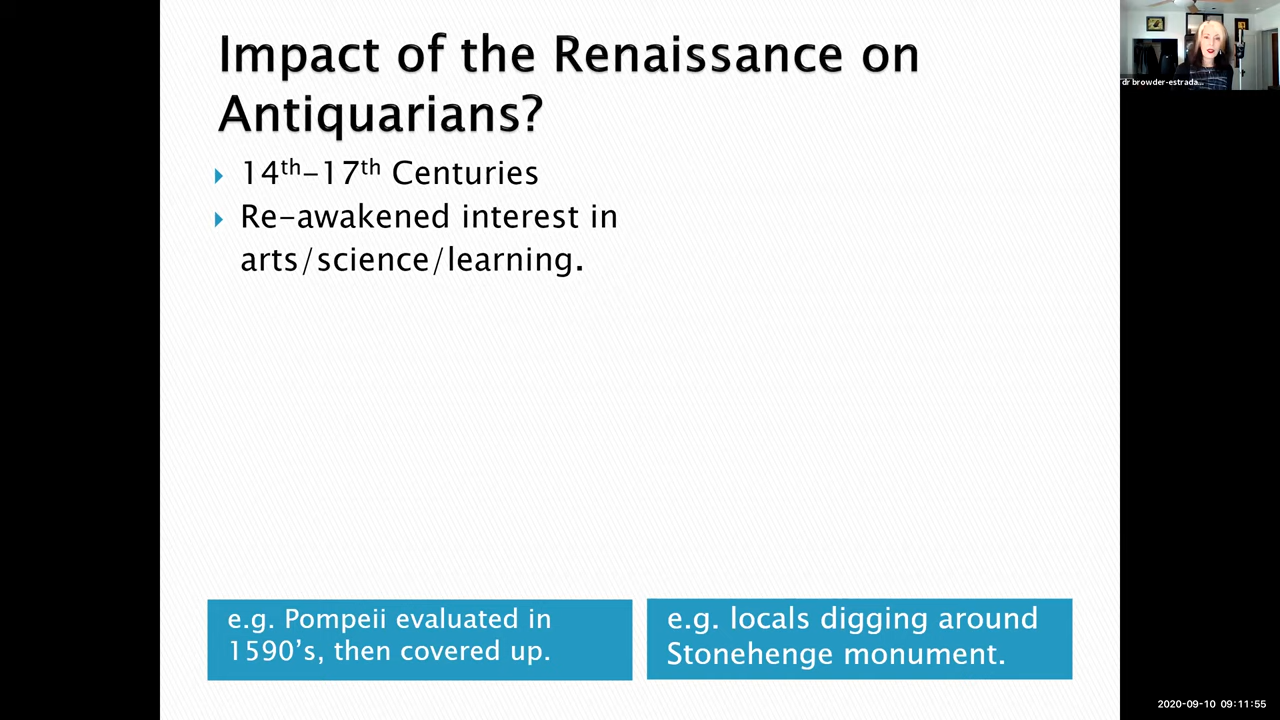 Impact of the Renaissance on
Antiquarians?
14th–17th Centuries
Re-awakened interest in
arts/science/learning.
e.g. Pompeii evaluated in
1590's, then covered up.
e.g. locals digging around
Stonehenge monument.
dr browder-estrada...
2020-09-10 09:11:55